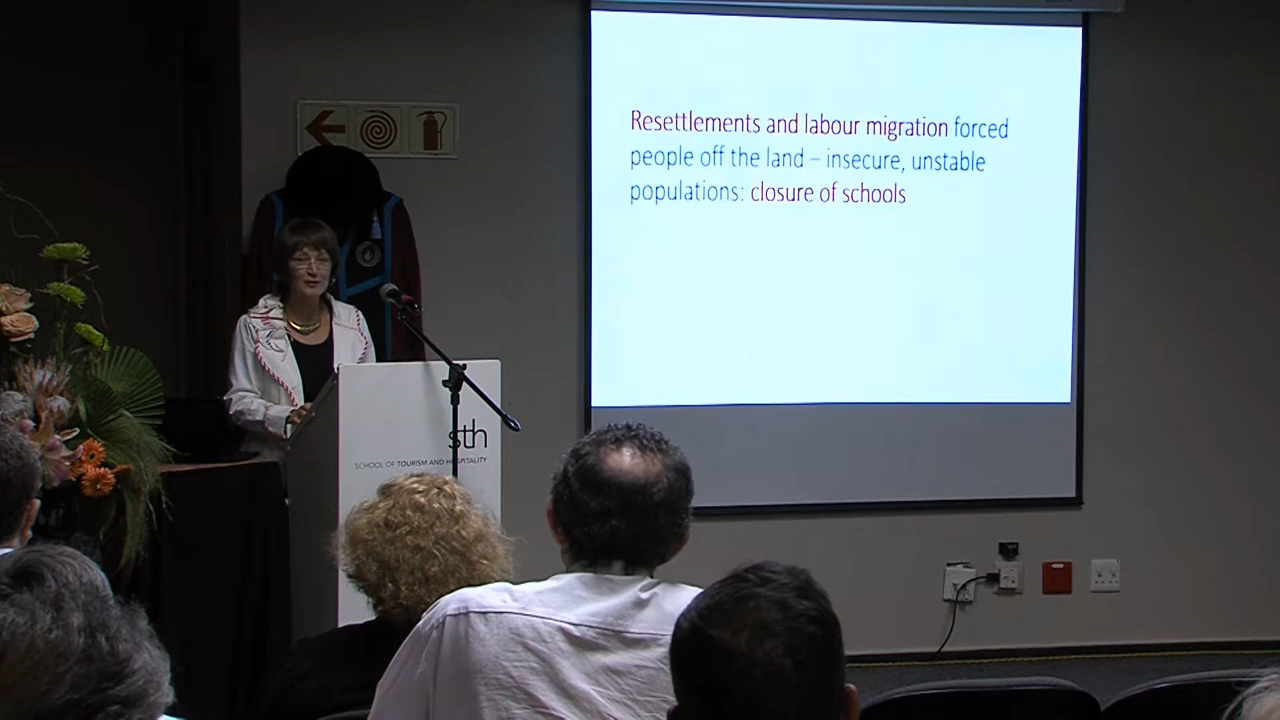 Resettlements and labour migration forced
people off the land – insecure, unstable
populations: closure of schools
sth
SCHOOL OF TOURISM AND HOSPITALITY